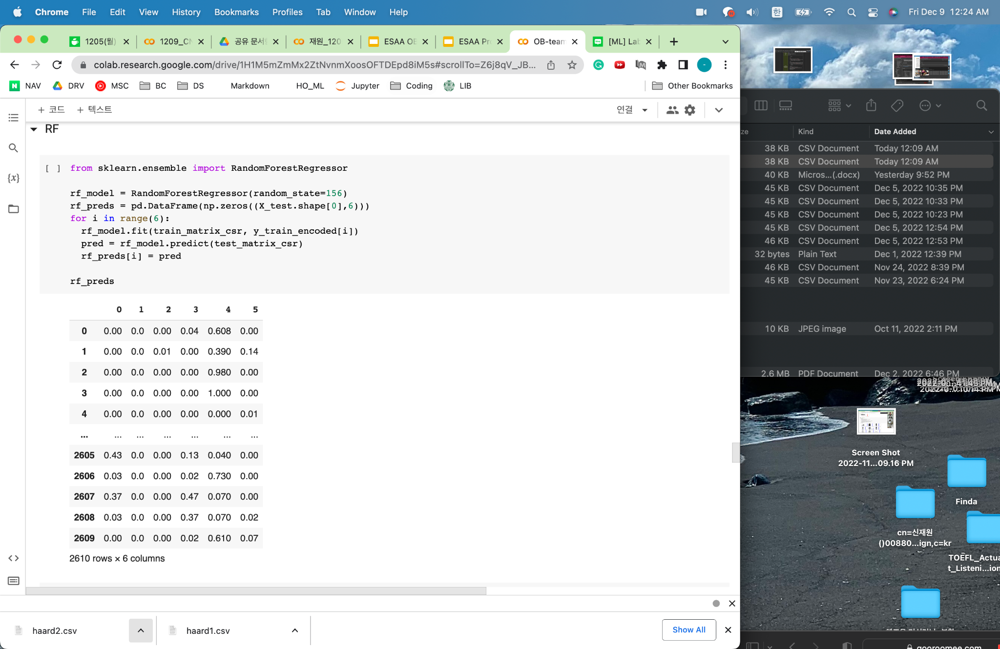 Chrome File Edit View History Bookmarks Profiles Tab Window Help
한 Fri Dec 9 12:24 AM
1205(월) 1209_CN 공유 문서함 재원_120 ESAA OB ESAA Pr OB-team [ML] Lab
colab.research.google.com/drive/1H1M5mZmMx2ZtNvnmXoosOFTDEpd8iM5s#scrollTo=Z6j8qV_JB...
NAV DRV MSC BC DS Markdown HO_ML Jupyter Coding LIB Other Bookmarks
+ 코드 + 텍스트 연결
RF
[ ] from sklearn.ensemble import RandomForestRegressor
rf_model = RandomForestRegressor(random_state=156)
rf_preds = pd.DataFrame(np.zeros((X_test.shape[0],6)))
for i in range(6):
rf_model.fit(train_matrix_csr, y_train_encoded[i])
pred = rf_model.predict(test_matrix_csr)
rf_preds[i] = pred
rf_preds
0 1 2 3 4 5
0 0.00 0.0 0.00 0.04 0.608 0.00
1 0.00 0.0 0.01 0.00 0.390 0.14
2 0.00 0.0 0.00 0.00 0.980 0.00
3 0.00 0.0 0.00 0.00 1.000 0.00
4 0.00 0.0 0.00 0.00 0.000 0.01
... ... ... ... ... ... ...
2605 0.43 0.0 0.00 0.13 0.040 0.00
2606 0.03 0.0 0.00 0.02 0.730 0.00
2607 0.37 0.0 0.00 0.47 0.070 0.00
2608 0.03 0.0 0.00 0.37 0.070 0.02
2609 0.00 0.0 0.00 0.02 0.610 0.07
2610 rows × 6 columns
haard2.csv haard1.csv Show All
ze Kind Date Added
38 KB CSV Document Today 12:09 AM
38 KB CSV Document Today 12:09 AM
40 KB Micros...(.docx) Yesterday 9:52 PM
45 KB CSV Document Dec 5, 2022 10:35 PM
45 KB CSV Document Dec 5, 2022 10:33 PM
45 KB CSV Document Dec 5, 2022 10:23 PM
45 KB CSV Document Dec 5, 2022 12:54 PM
46 KB CSV Document Dec 5, 2022 12:53 PM
32 bytes Plain Text Dec 1, 2022 12:39 PM
46 KB CSV Document Nov 24, 2022 8:39 PM
45 KB CSV Document Nov 23, 2022 6:24 PM
10 KB JPEG image Oct 11, 2022 2:11 PM
2.6 MB PDF Document Dec 2, 2022 6:46 PM
Screen Shot
2022-11...09.16 PM
Finda
cn=신재원
()00880...ign,c=kr
TOEFL_Actua
t_Listeni...ion
gooroomee.com